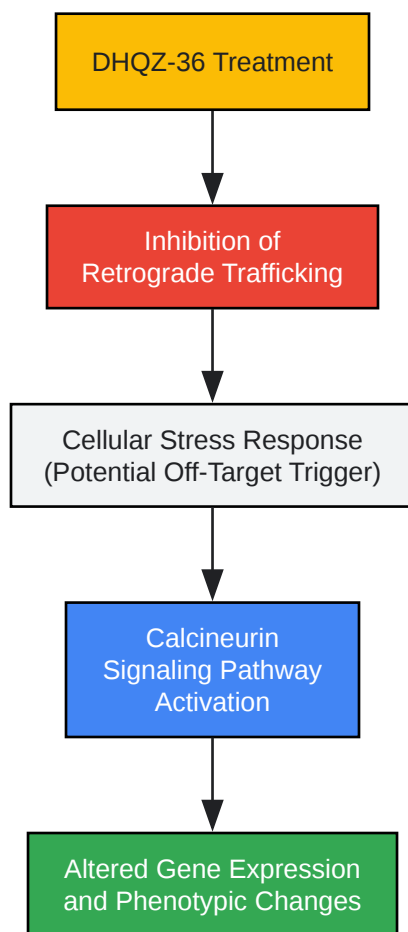 DHQZ-36 Treatment
Inhibition of
Retrograde Trafficking
Cellular Stress Response
(Potential Off-Target Trigger)
Calcineurin
Signaling Pathway
Activation
Altered Gene Expression
and Phenotypic Changes